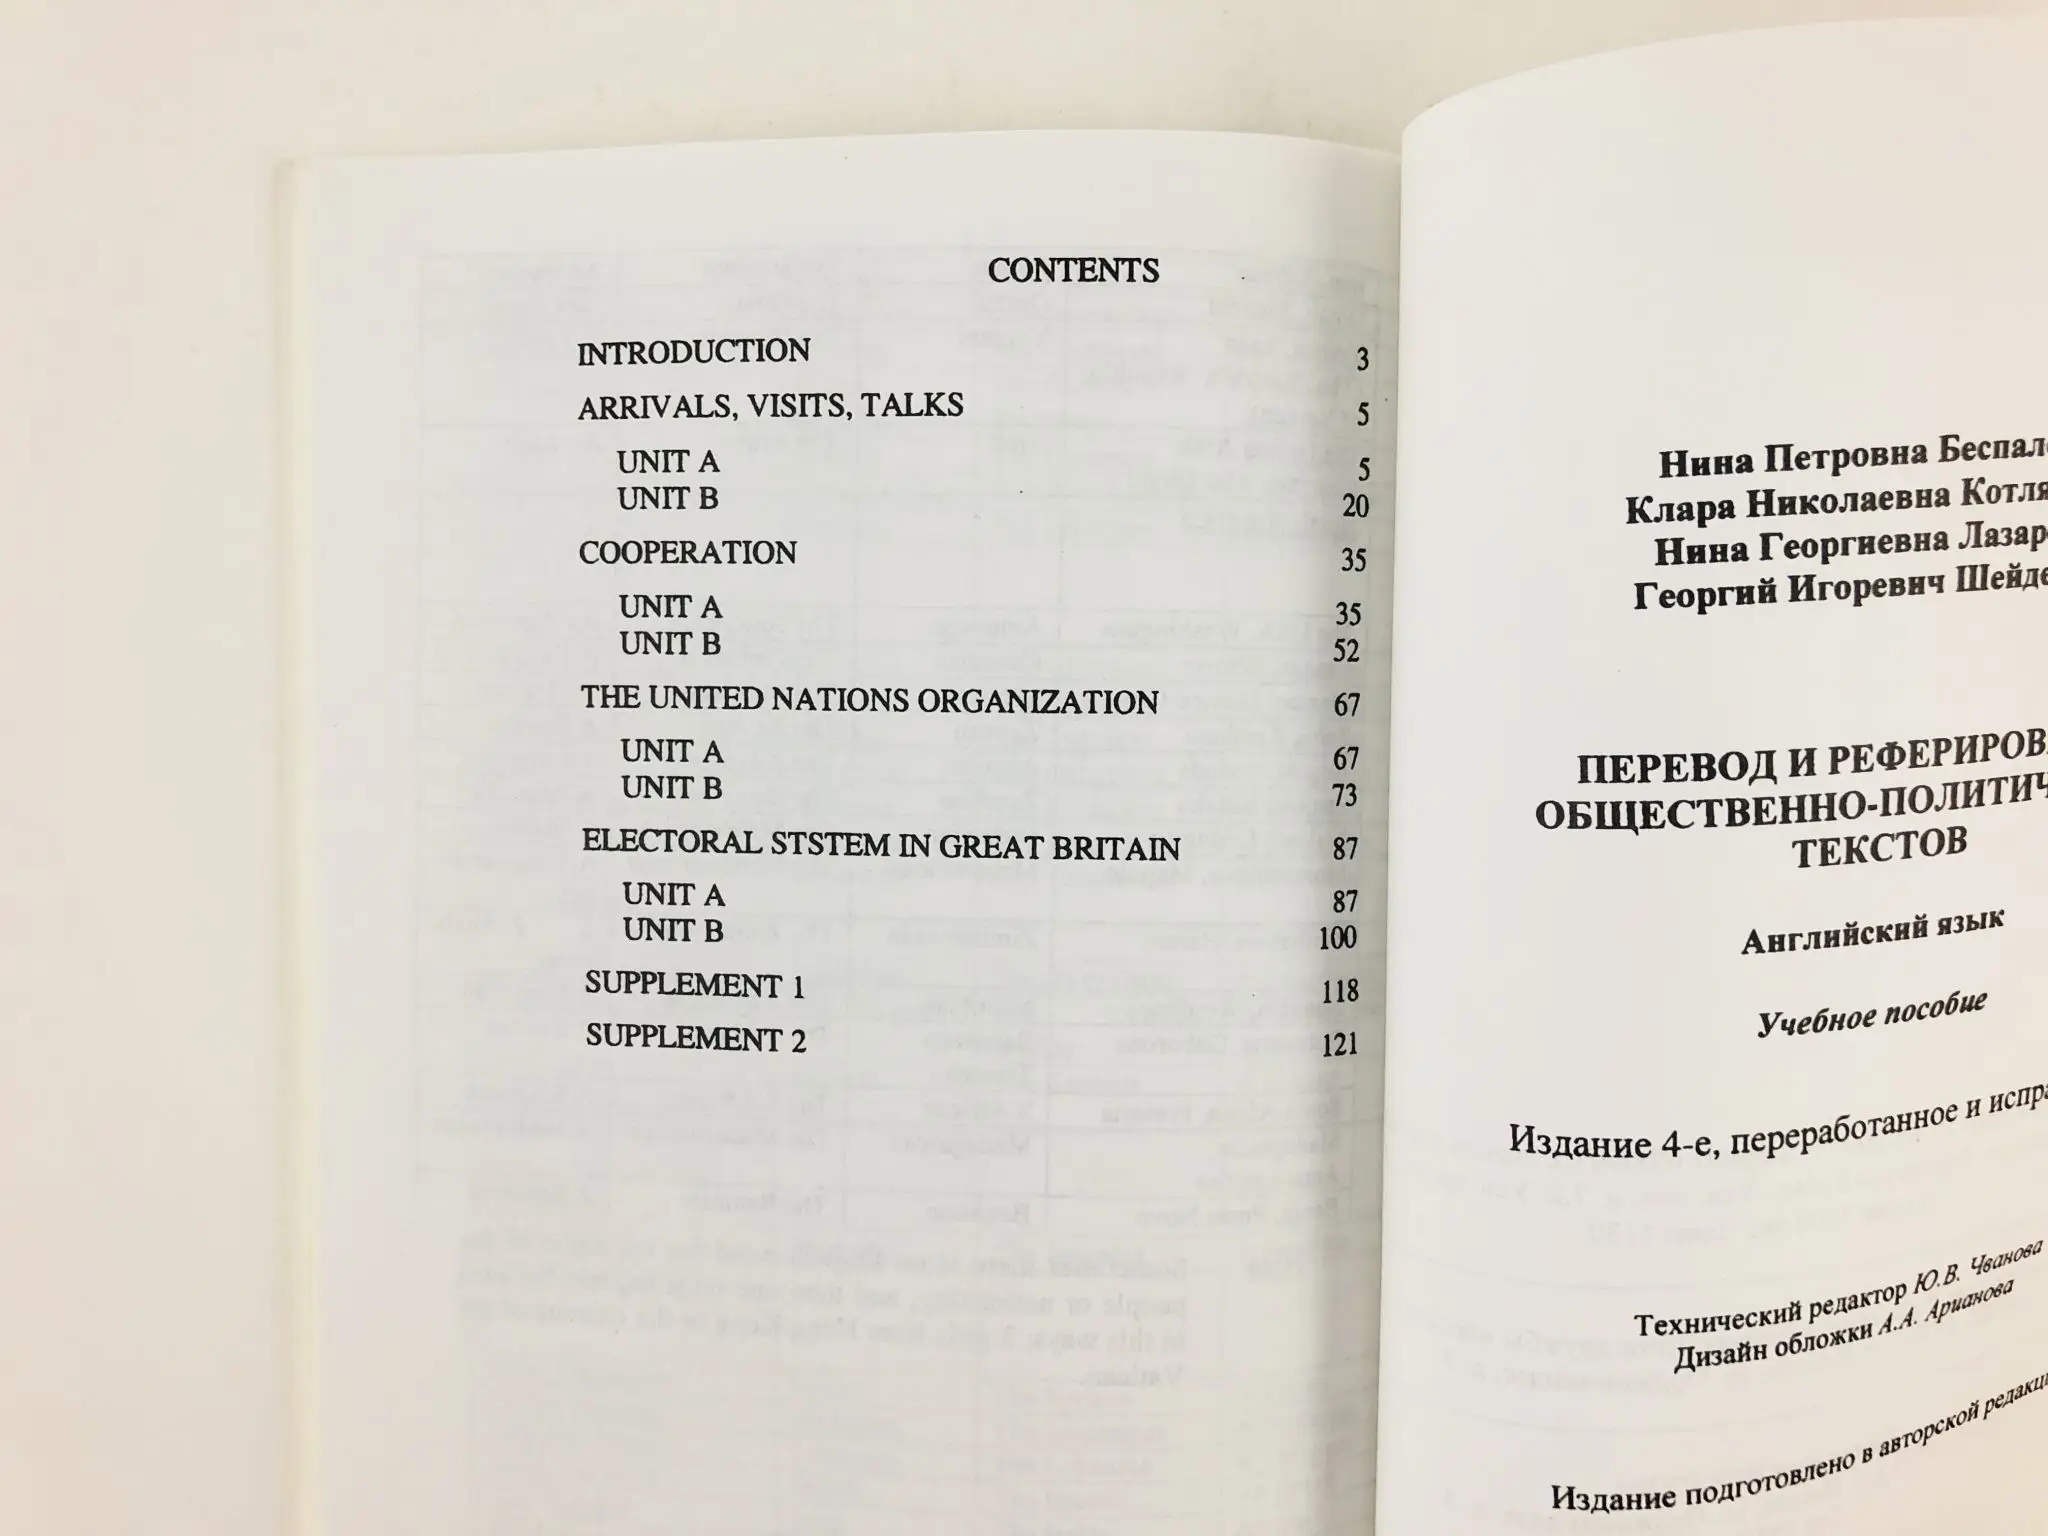 CONTENTS
INTRODUCTION 3
ARRIVALS, VISITS, TALKS 5
UNIT A 5
UNIT B 20
COOPERATION 35
UNIT A 35
UNIT B 52
THE UNITED NATIONS ORGANIZATION 67
UNIT A 67
UNIT B 73
ELECTORAL STSTEM IN GREAT BRITAIN 87
UNIT A 87
UNIT B 100
SUPPLEMENT 1 118
SUPPLEMENT 2 121
Нина Петровна
Клара Николаевна
Нина Георгиевна
Георгий Игоревич
ПЕРЕВОД И
ТЕКСТОВ
Английский язык
Учебное пособие
Издание 4-е, переработанное и
Технический редактор Ю.В. Чванова
Дизайн обложки А.А. Арианова
Издание подготовлено в авторской